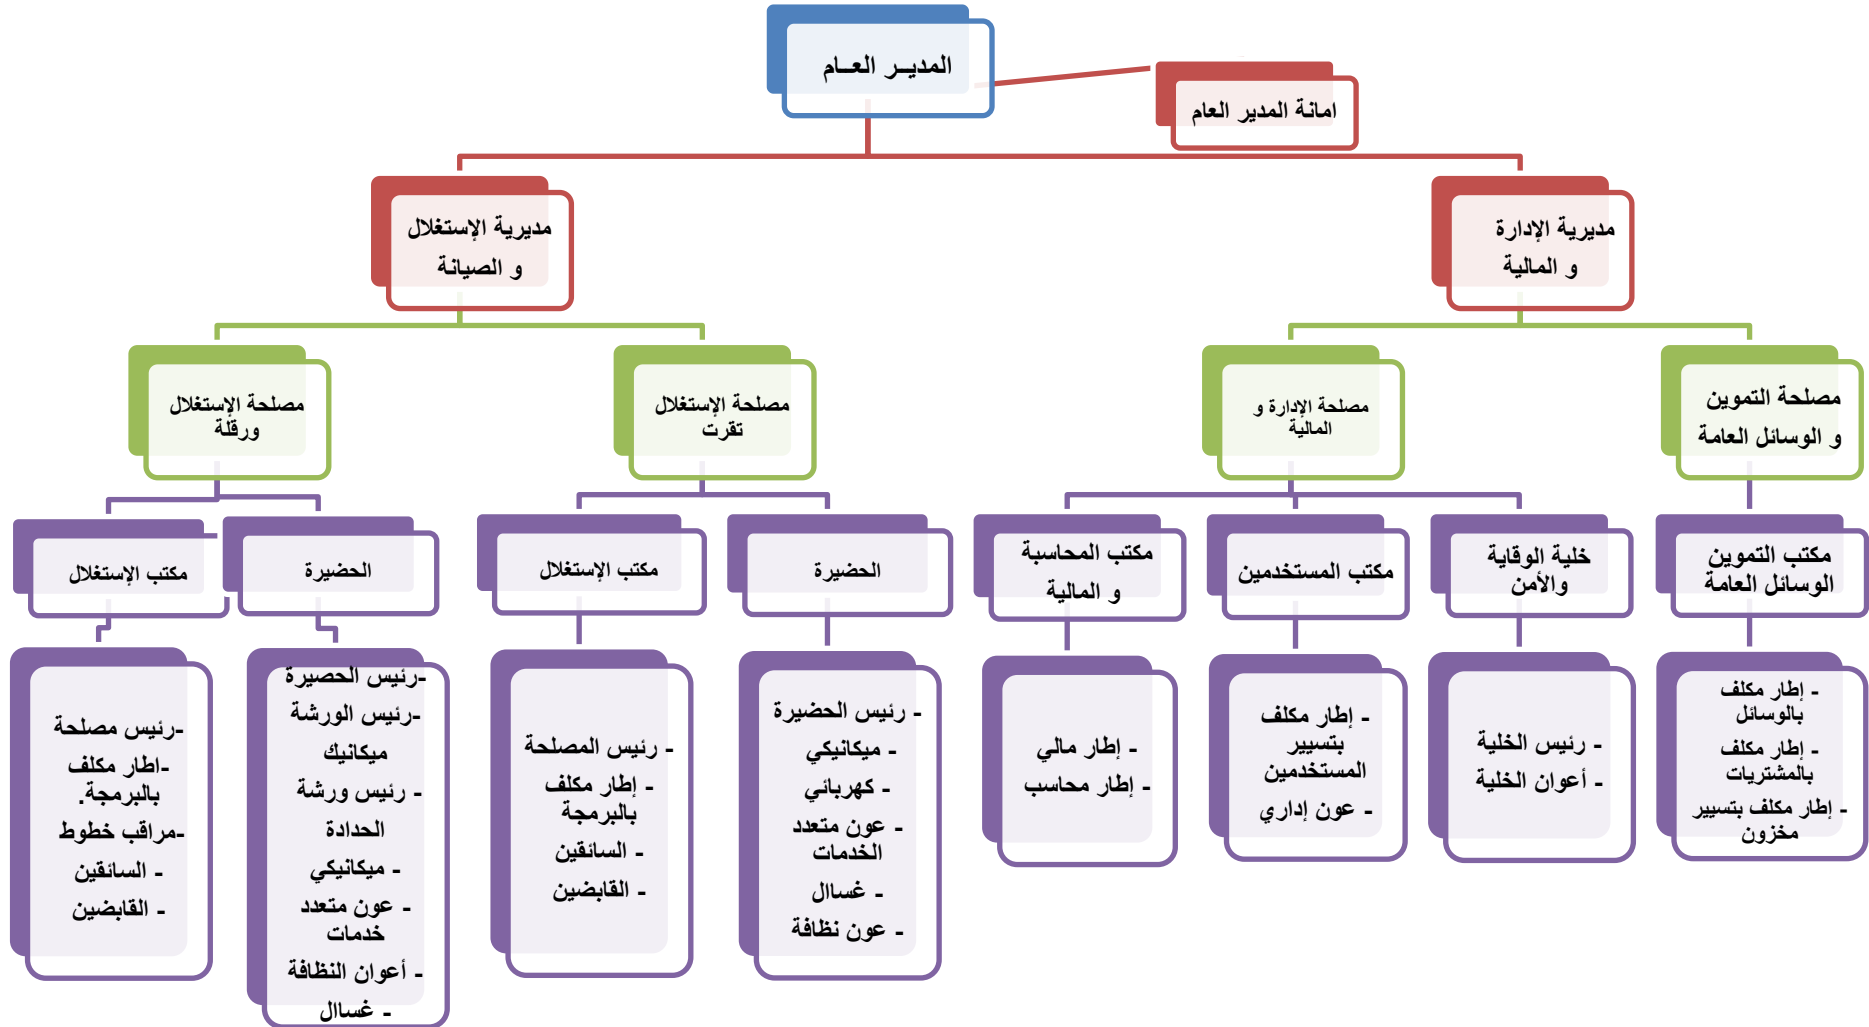 المديــر العــام
امانة المدير العام
مديرية الإدارة
و المالية
مديرية الإستغلال
و الصيانة
مصلحة التموين
و الوسائل العامة
مصلحة الإدارة و
المالية
مصلحة الإستغلال
تقرت
مصلحة الإستغلال
ورقلة
مكتب التموين
الوسائل العامة
خلية الوقاية
والأمن
مكتب المستخدمين
مكتب المحاسبة
و المالية
الحضيرة
مكتب الإستغلال
الحضيرة
مكتب الإستغلال
- إطار مكلف
بالوسائل
- إطار مكلف
بالمشتريات
- إطار مكلف بتسيير
مخزون
- رئيس الخلية
- أعوان الخلية
- إطار مكلف
بتسيير
المستخدمين
- عون إداري
- إطار مالي
- إطار محاسب
- رئيس الحضيرة
- ميكانيكي
- كهربائي
- عون متعدد
الخدمات
- غسال
- عون نظافة
- رئيس المصلحة
- إطار مكلف
بالبرمجة
- السائقين
- القابضين
-رئيس الحصيرة
-رئيس الورشة
ميكانيك
- رئيس ورشة
الحدادة
- ميكانيكي
- عون متعدد
خدمات
- أعوان النظافة
- غسال
-رئيس مصلحة
-اطار مكلف
بالبرمجة.
-مراقب خطوط
- السائقين
- القابضين